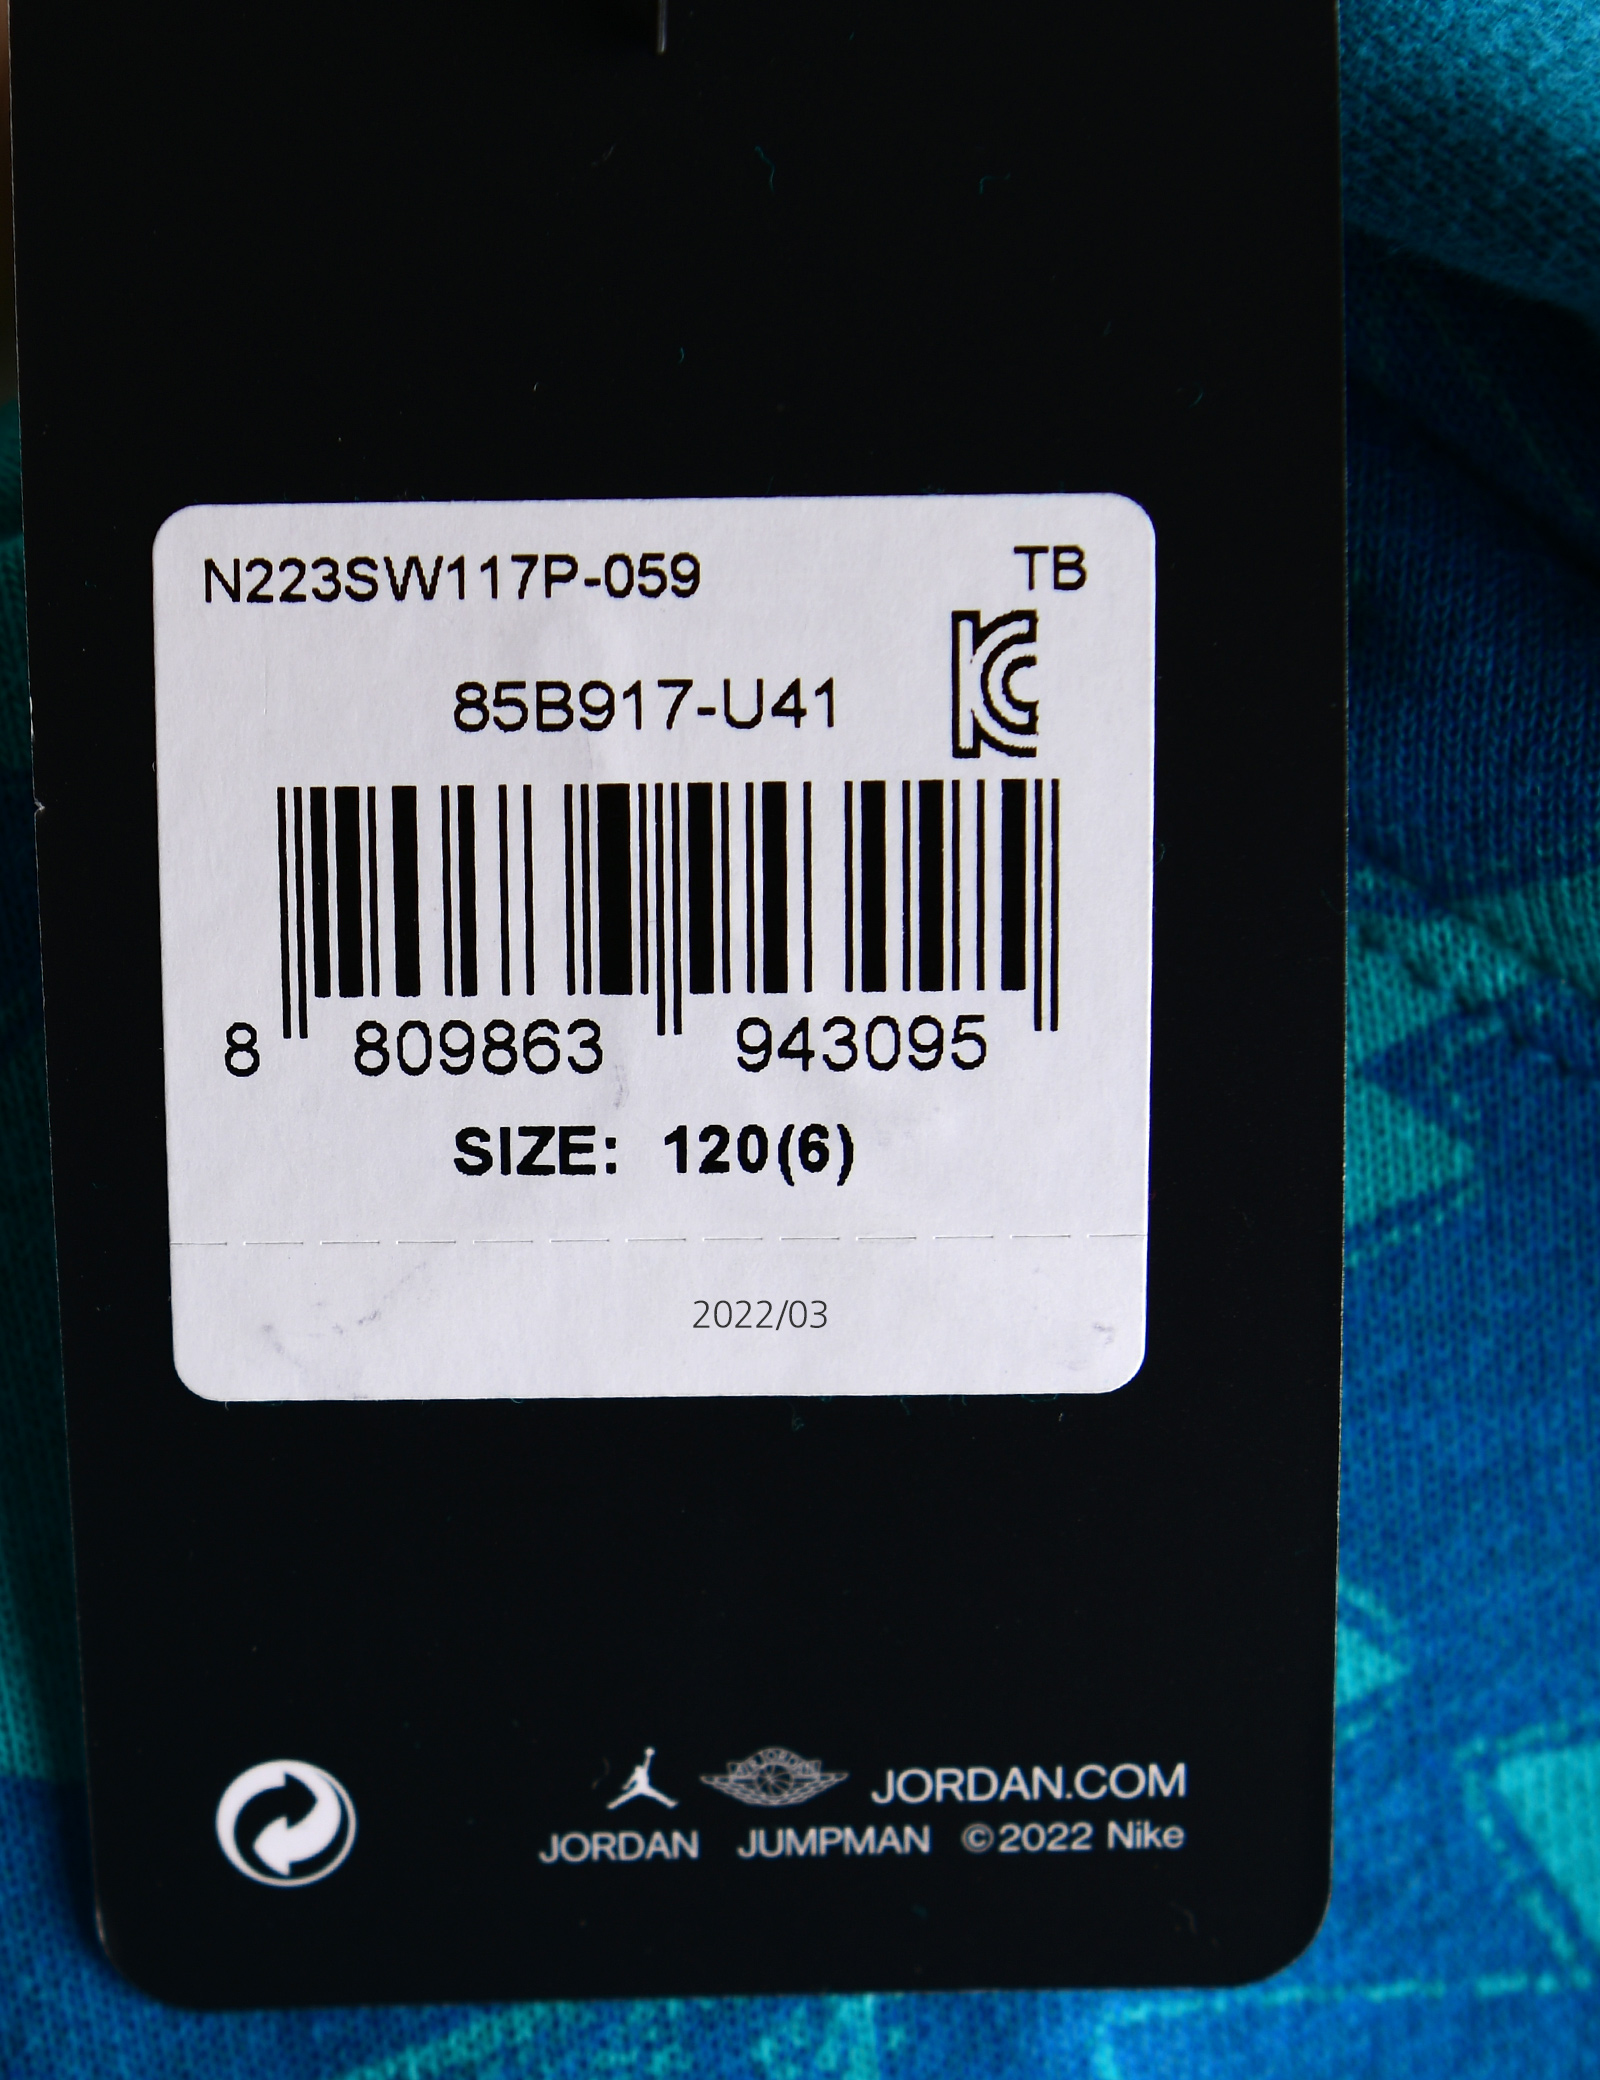 N223SW117P-059 TB
85B917-U41
8 809863 943095
SIZE: 120(6)
2022/03
JORDAN.COM
JORDAN JUMPMAN ©2022 Nike